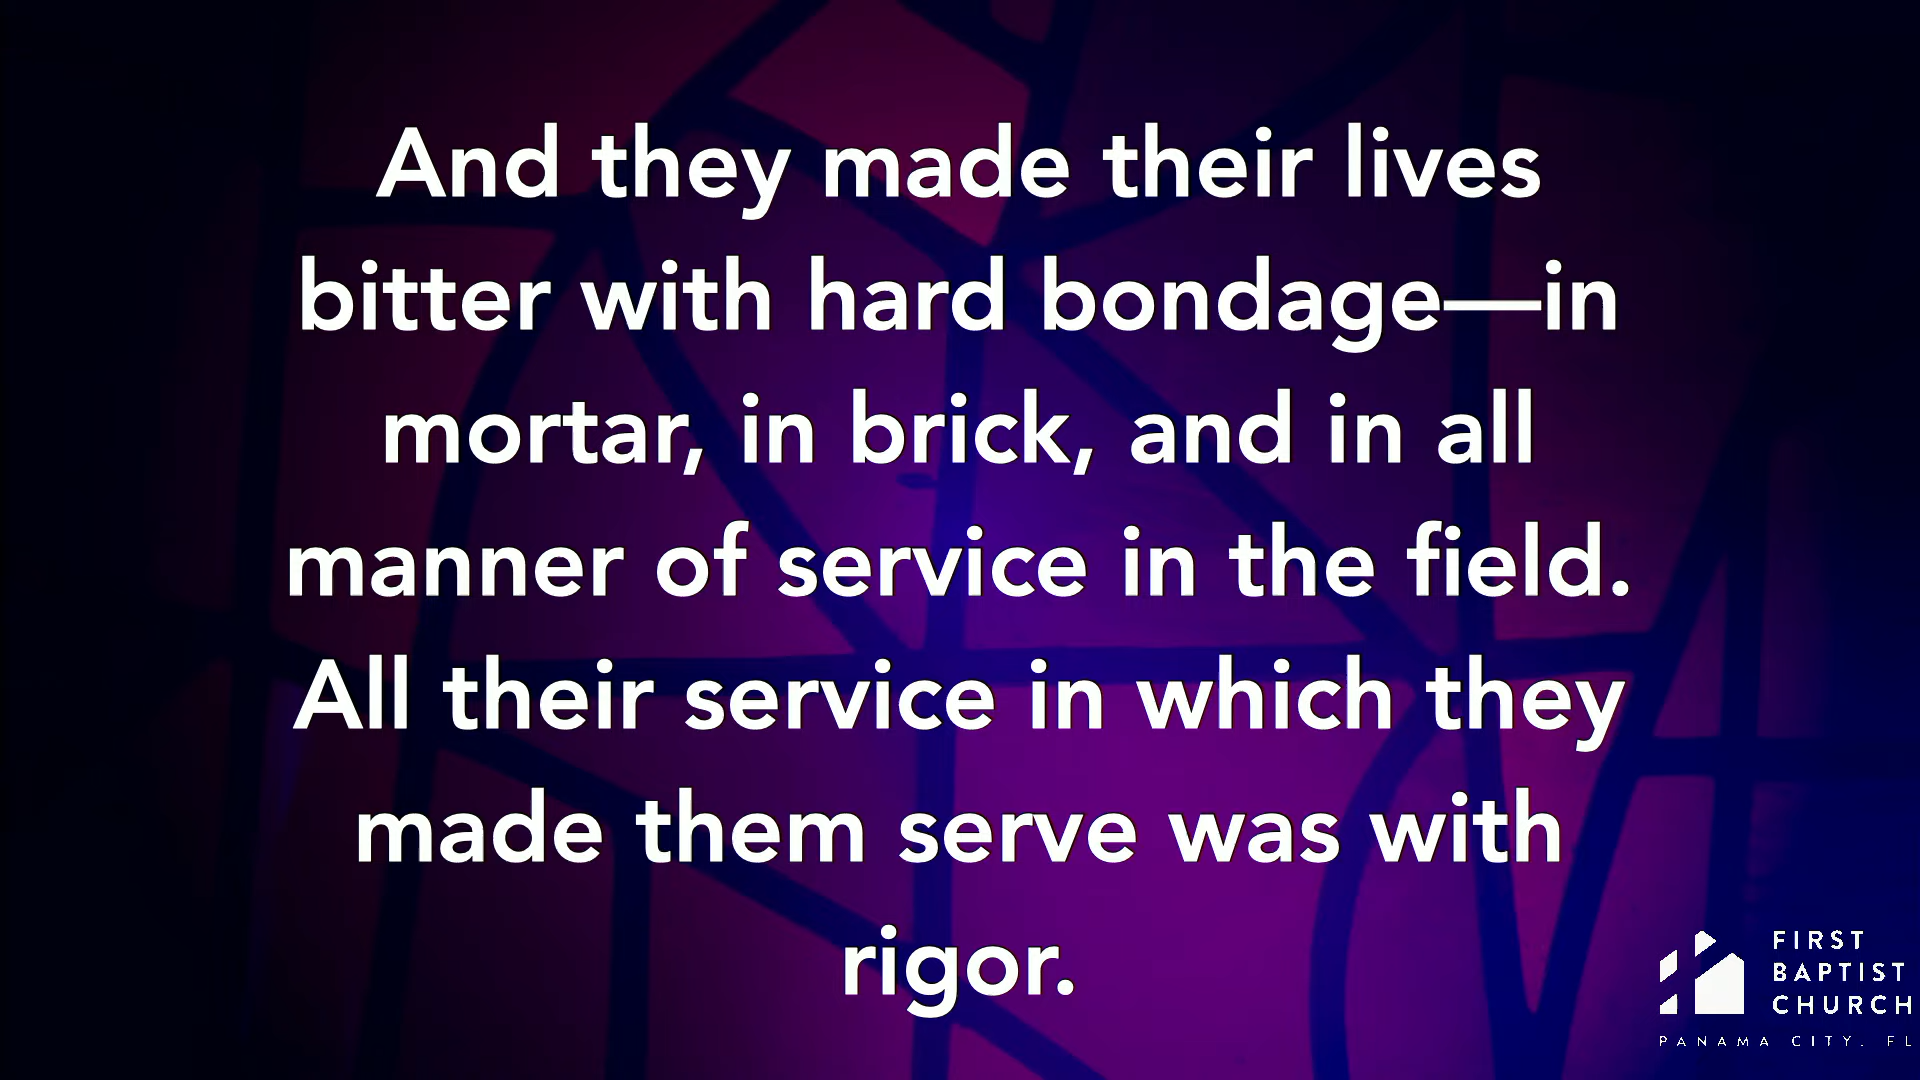 And they made their lives
bitter with hard bondage—in
mortar, in brick, and in all
manner of service in the field.
All their service in which they
made them serve was with
rigor.
FIRST
BAPTIST
CHURCH
PANAMA CITY, FL